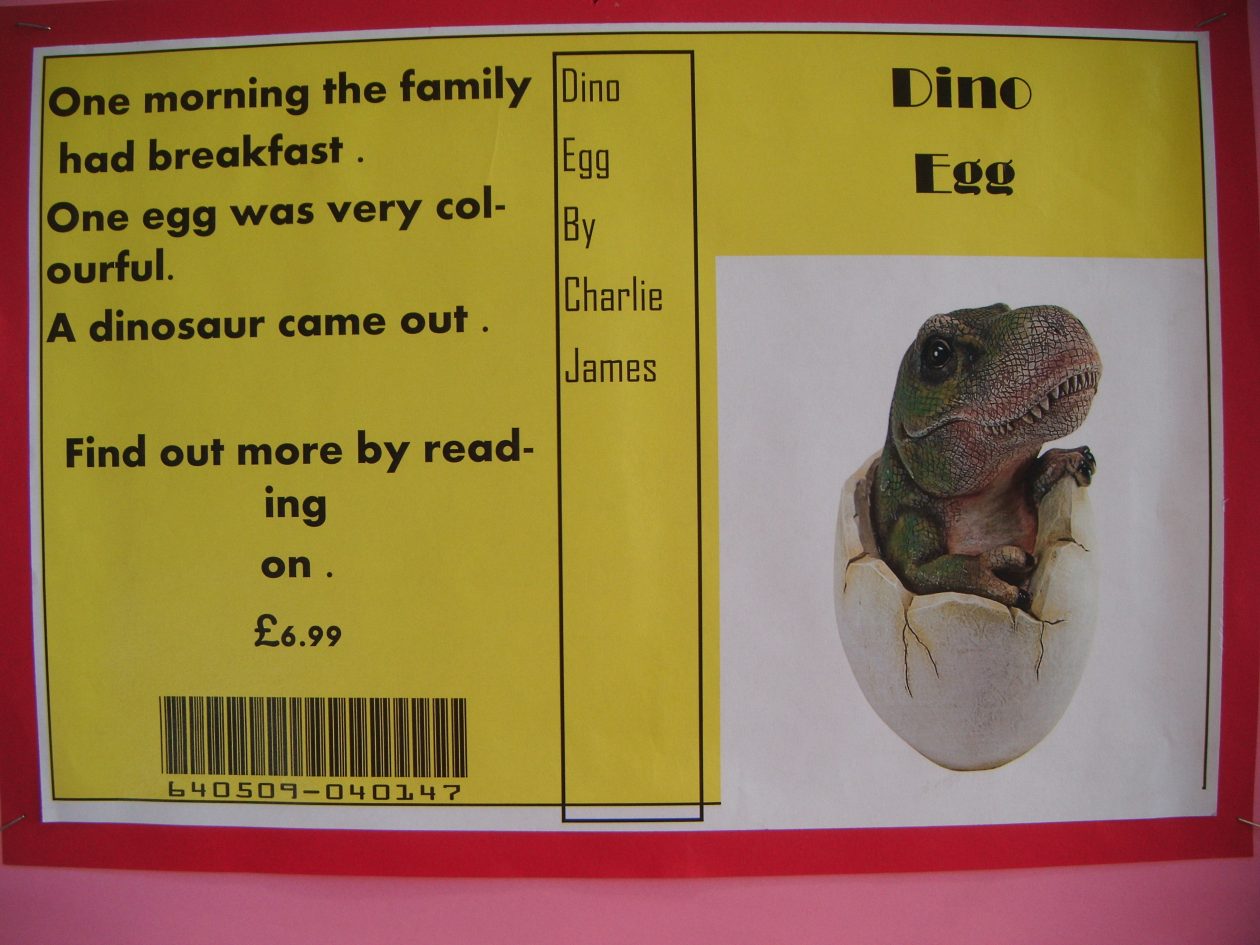 One morning the family
had breakfast .
One egg was very col-
ourful.
A dinosaur came out .
Find out more by read-
ing
on .
£6.99
640509-040147
Dino
Egg
By
Charlie
James
Dino
Egg